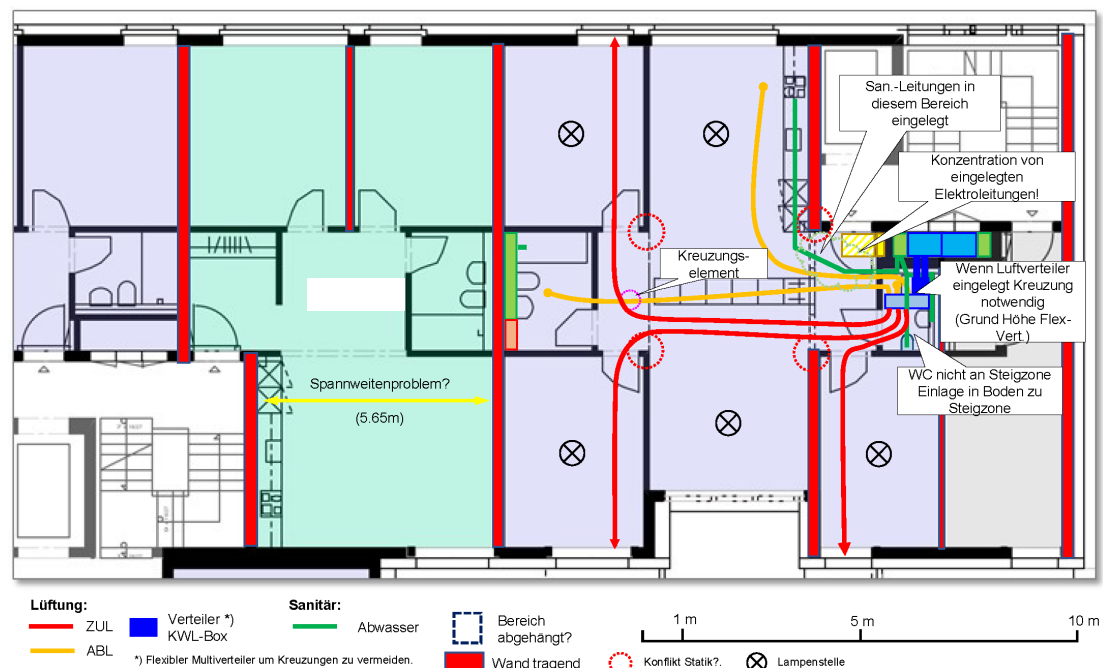 San.-Leitungen in
diesem Bereich
eingelegt
Konzentration von
eingelegten
Elektroleitungen!
Kreuzungs-
element
Wenn Luftverteiler
eingelegt Kreuzung
notwendig
(Grund Höhe Flex-
Vert.)
WC nicht an Steigzone
Einlage in Boden zu
Steigzone
Spannweitenproblem?
(5.65m)
Lüftung:
ZUL
ABL
Verteiler *)
KWL-Box
*) Flexibler Multiverteiler um Kreuzungen zu vermeiden.
Sanitär:
Abwasser
Bereich
abgehängt?
Wand tragend
1 m
5 m
10 m
Konflikt Statik?.
Lampenstelle